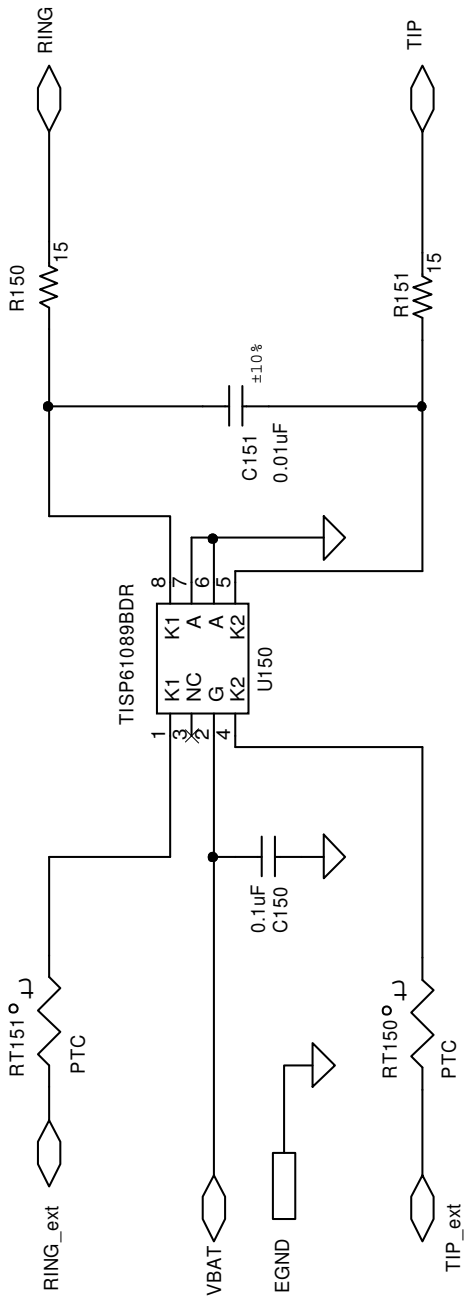 RING_ext
RT151
PTC
VBAT
EGND
TIP_ext
RT150
PTC
0.1uF
C150
TISP61089BDR
U150
1
3
2
4
K1
NC
G
K2
K1
A
A
K2
8
7
6
5
C151
0.01uF
±10%
R150
15
R151
15
RING
TIP